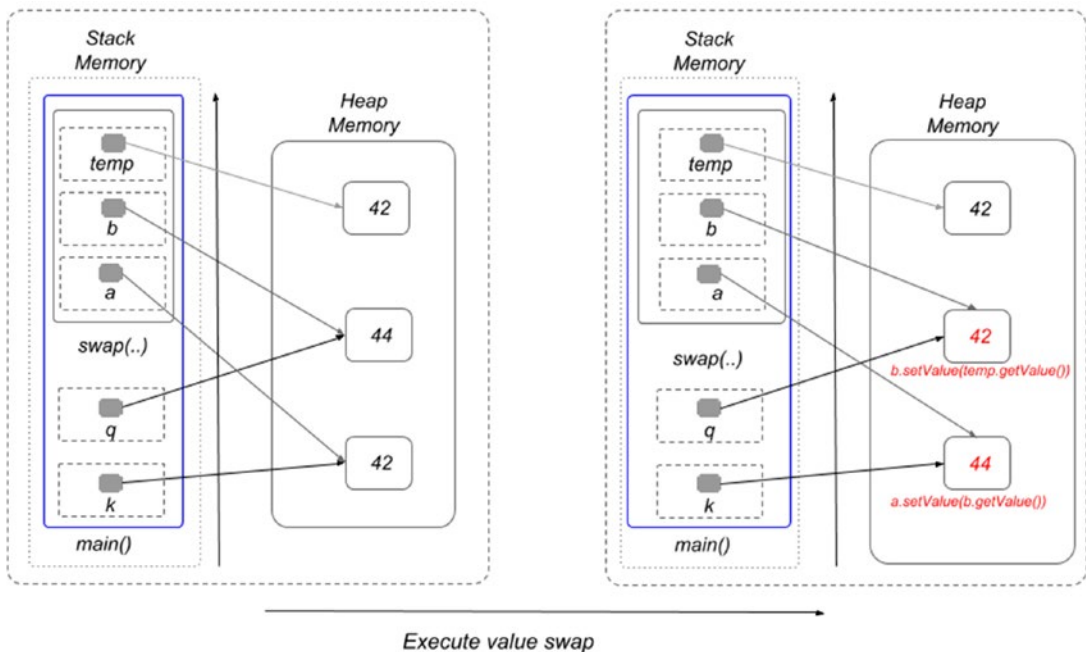 Stack
Memory
Heap
Memory
temp
42
b
a
44
swap(..)
q
42
k
main()
Stack
Memory
Heap
Memory
temp
42
b
a
42
b.setValue(temp.getValue())
swap(..)
q
44
k
a.setValue(b.getValue())
main()
Execute value swap